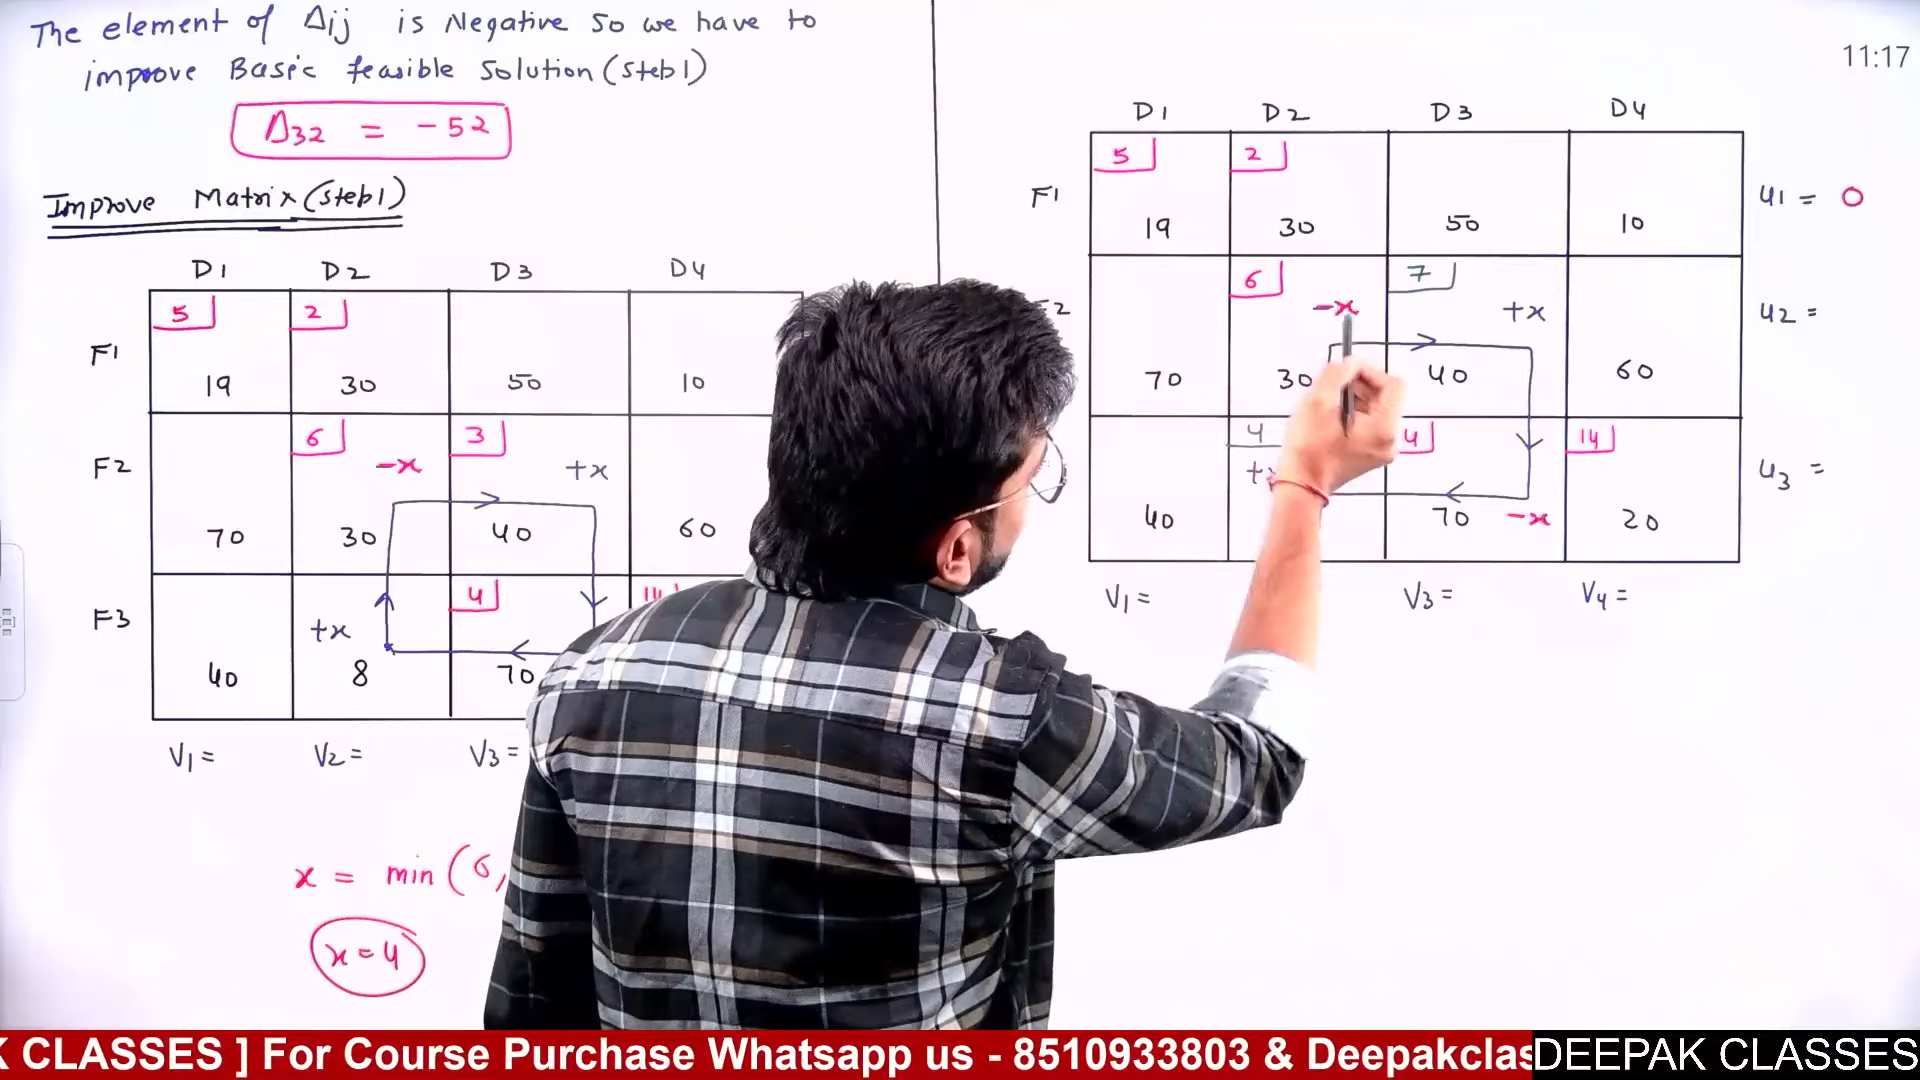 The element of Δij is Negative so we have to
improve Basic feasible Solution (Steb1)
Δ32 = -52
Improve Matrix (Steb1)
D1 D2 D3 D4
5 2
F1 19 30 50 10
6 -x 3 +x
F2 70 30 40 60
+x 4
F3 40 8 70
V1 = V2 = V3 =
x = min (6,
x = 4
11:17
D1 D2 D3 D4
5 2
F1 19 30 50 10 u1 = 0
6 -x 7 +x
2 70 30 40 60 u2 =
4 4 14
40 70 -x 20 u3 =
V1 = V3 = V4 =
CLASSES ] For Course Purchase Whatsapp us - 8510933803 & Deepakclas
DEEPAK CLASSES